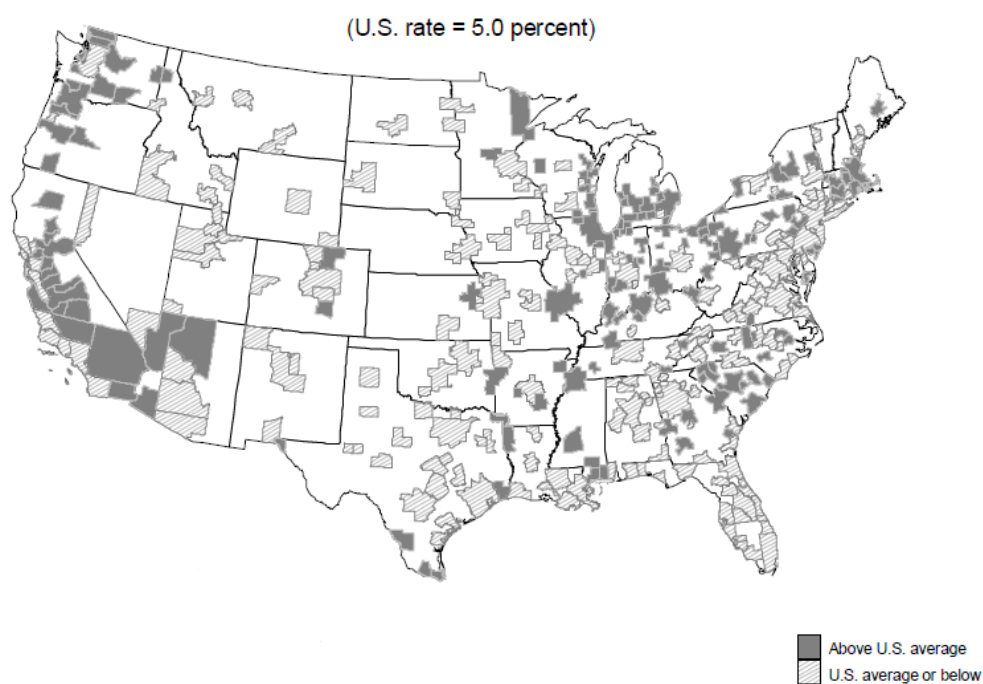 (U.S. rate = 5.0 percent)
Above U.S. average
U.S. average or below